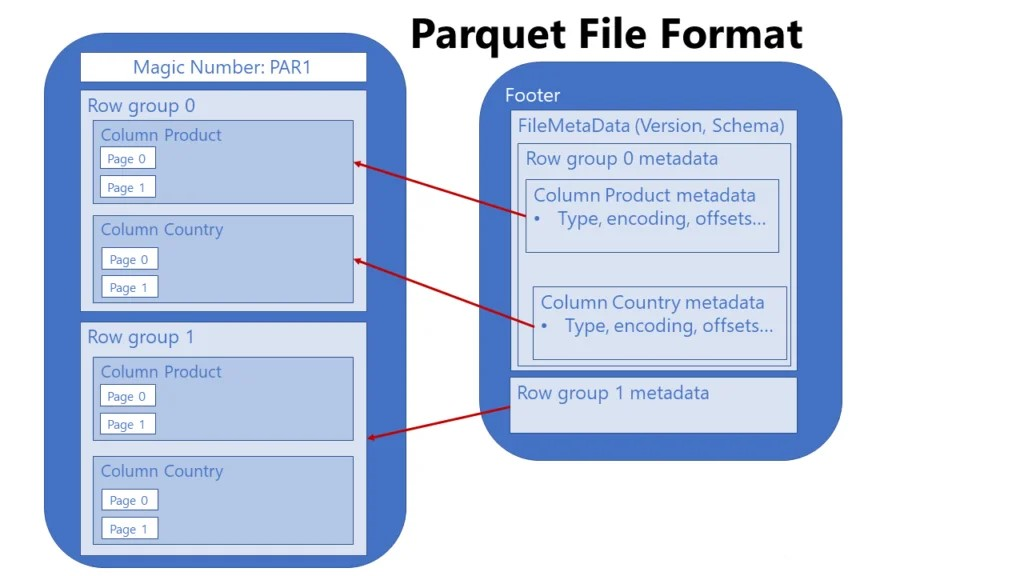 Parquet File Format
Magic Number: PAR1
Row group 0
Column Product
Page 0
Page 1
Column Country
Page 0
Page 1
Row group 1
Column Product
Page 0
Page 1
Column Country
Page 0
Page 1
Footer
FileMetaData (Version, Schema)
Row group 0 metadata
Column Product metadata
• Type, encoding, offsets...
Column Country metadata
• Type, encoding, offsets...
Row group 1 metadata